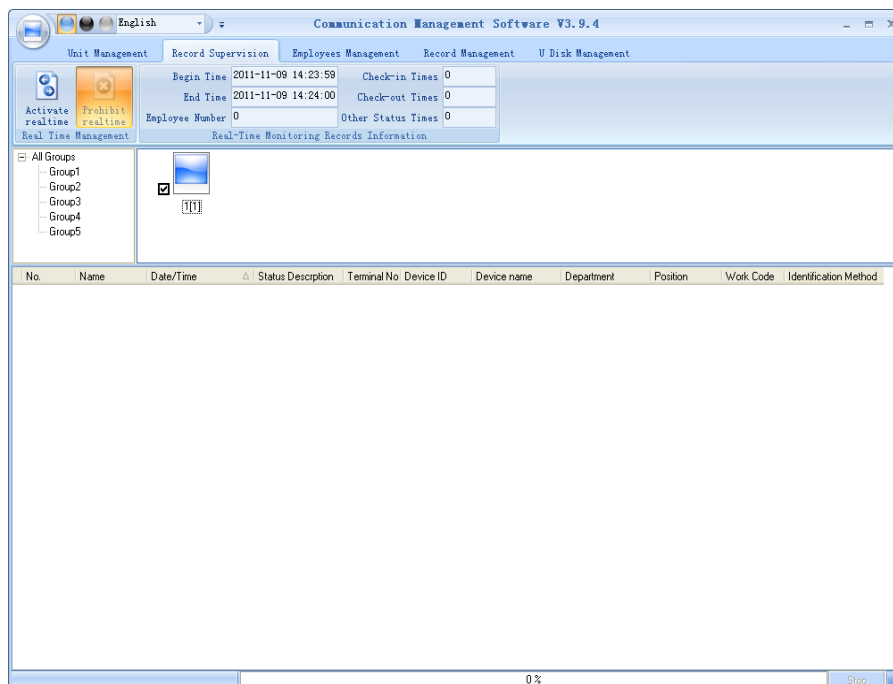 English
Communication Management Software V3.9.4
Unit Management Record Supervision Employees Management Record Management U Disk Management
Activate realtime
Prohibit realtime
Real Time Management
Begin Time 2011-11-09 14:23:59 Check-in Times 0
End Time 2011-11-09 14:24:00 Check-out Times 0
Employee Number 0 Other Status Times 0
Real-Time Monitoring Records Information
All Groups
Group1
Group2
Group3
Group4
Group5
1[1]
No. Name Date/Time Status Descrption Terminal No Device ID Device name Department Position Work Code Identification Method
0 %
Stop